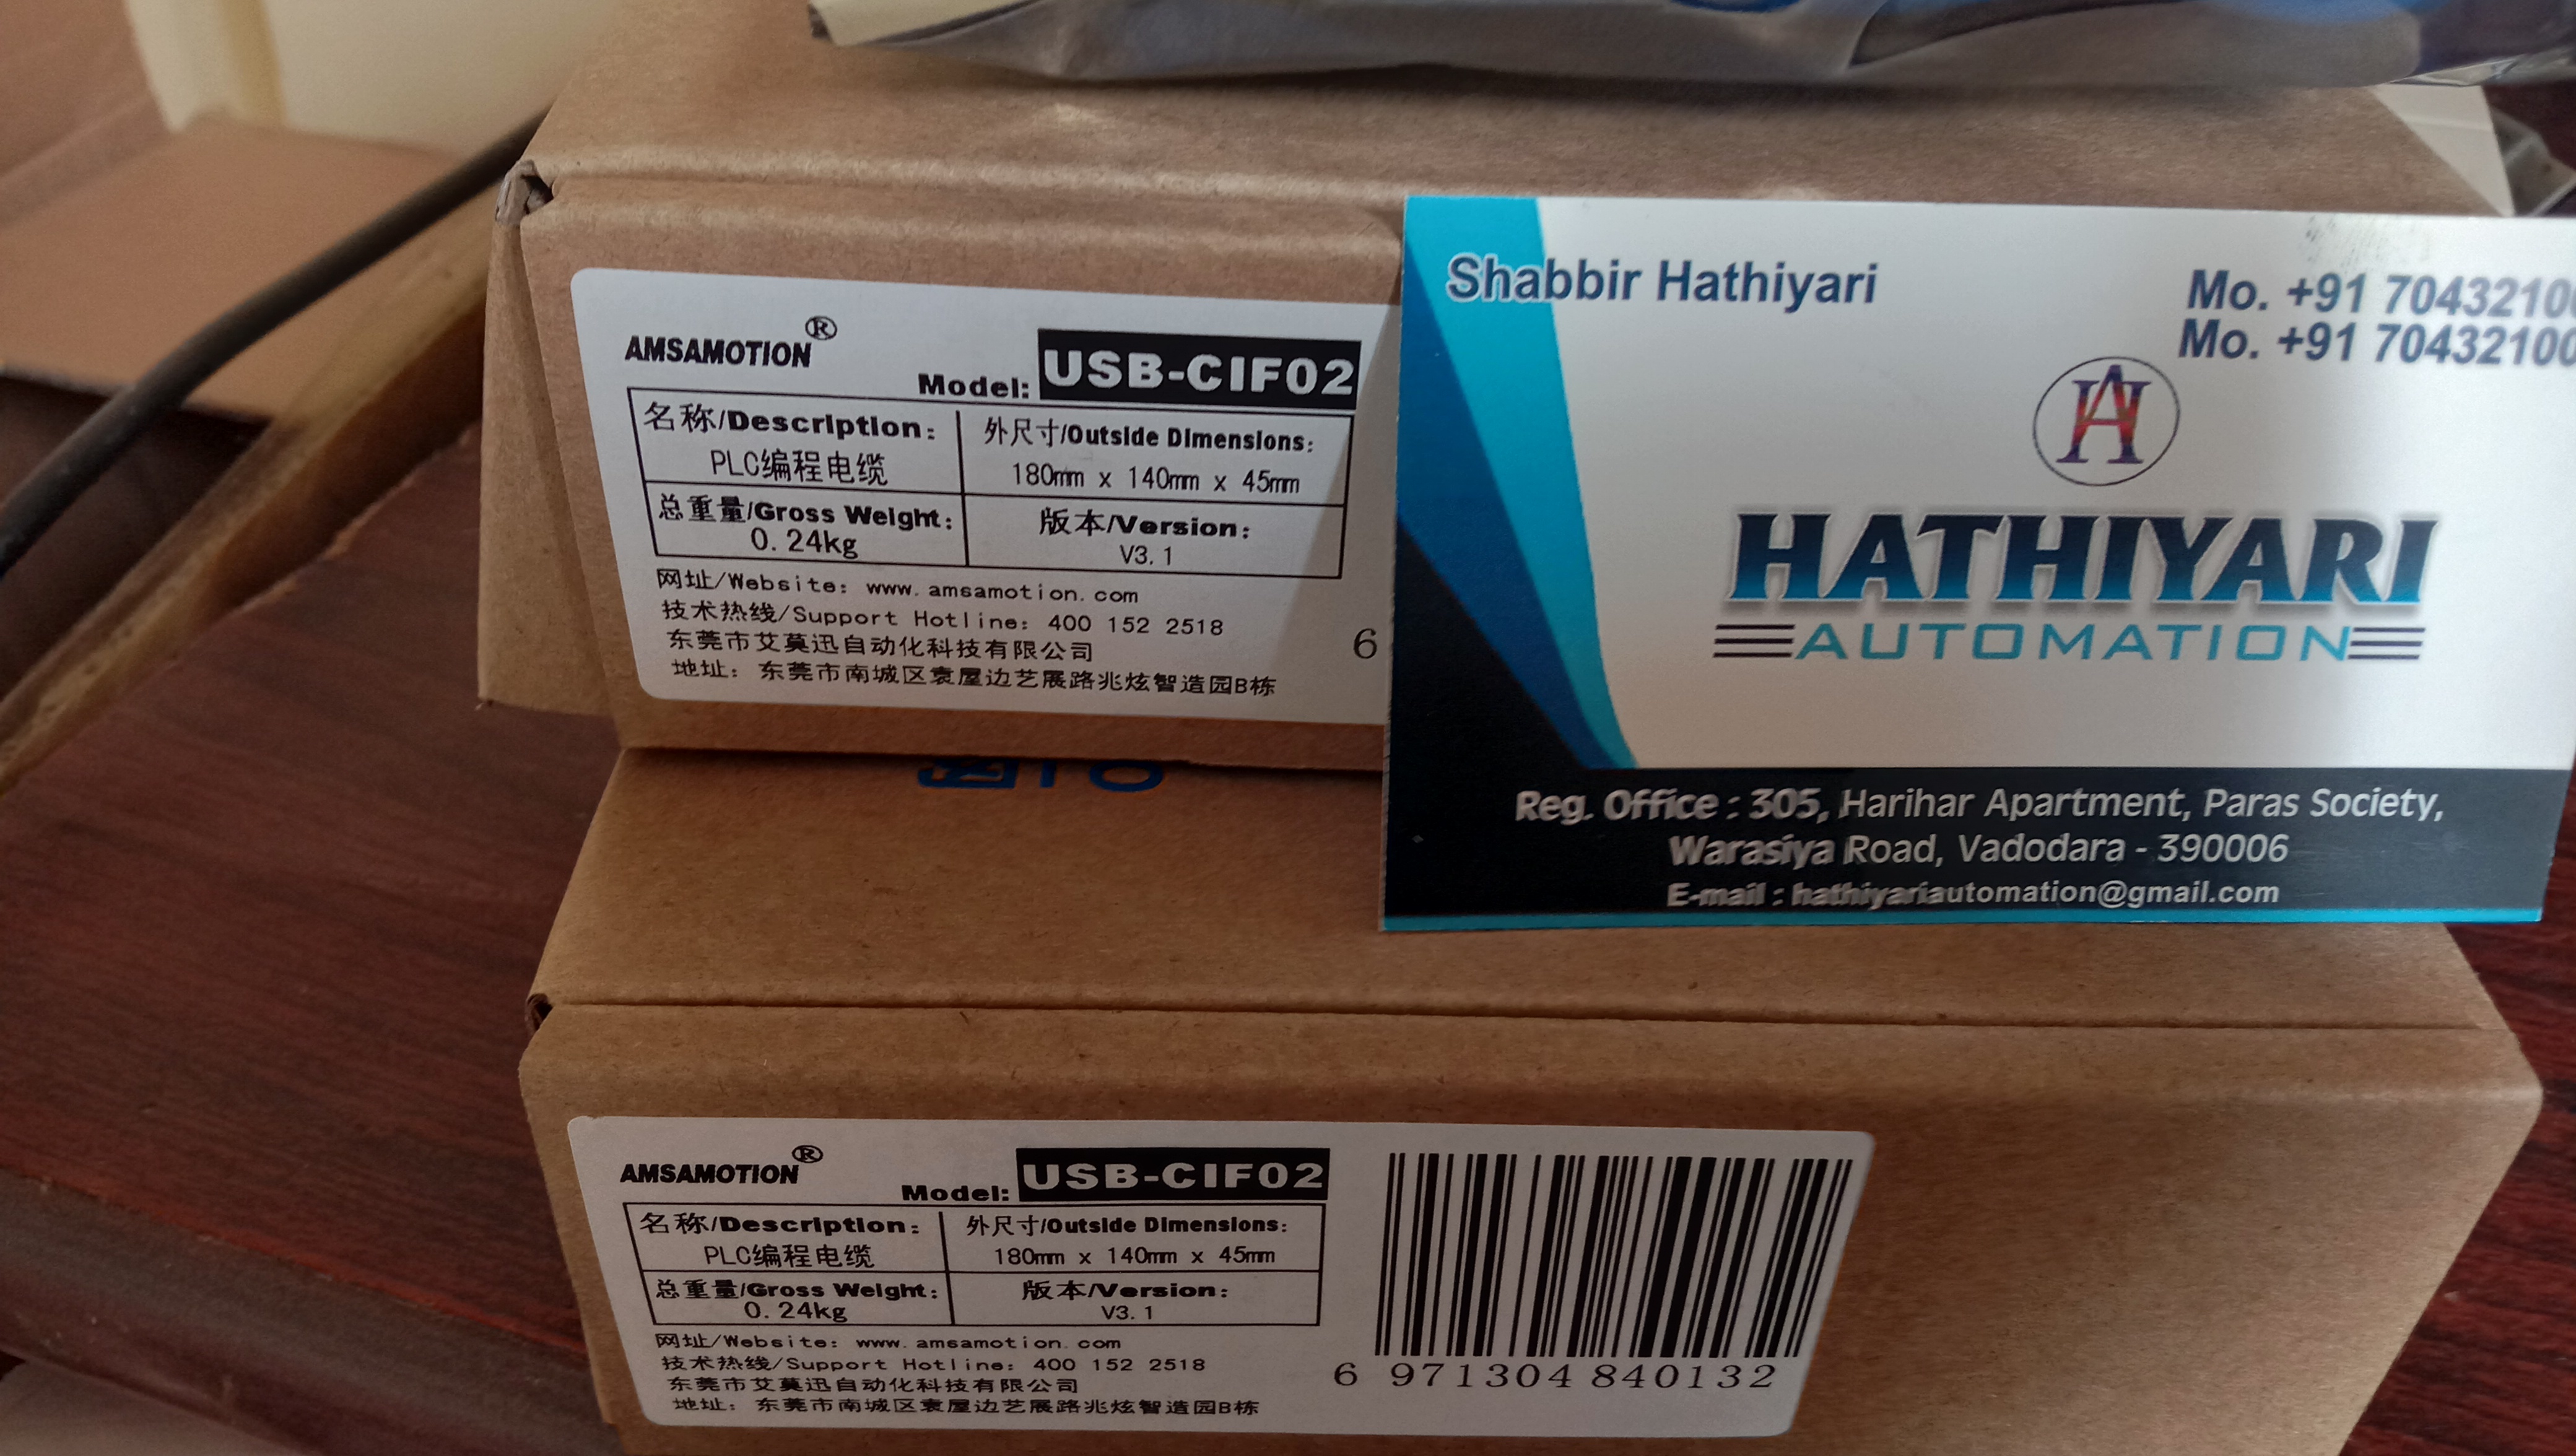 AMSAMOTION®
Model: USB-CIF02
名称/Description:
PLC编程电缆
外尺寸/Outside Dimensions:
180mm x 140mm x 45mm
总重量/Gross Weight:
0.24kg
版本/Version:
V3.1
网址/Website: www.amsamotion.com
技术热线/Support Hotline: 400 152 2518
东莞市艾莫迅自动化科技有限公司
地址: 东莞市南城区袁屋边艺展路兆炫智造园B栋
6
Shabbir Hathiyari
Mo. +91 7043210
Mo. +91 70432100
HATHIYARI
AUTOMATION
Reg. Office : 305, Harihar Apartment, Paras Society,
Warasiya Road, Vadodara - 390006
E-mail : hathiyariautomation@gmail.com
AMSAMOTION®
Model: USB-CIF02
名称/Description:
PLC编程电缆
外尺寸/Outside Dimensions:
180mm x 140mm x 45mm
总重量/Gross Weight:
0.24kg
版本/Version:
V3.1
网址/Website: www.amsamotion.com
技术热线/Support Hotline: 400 152 2518
东莞市艾莫迅自动化科技有限公司
地址: 东莞市南城区袁屋边艺展路兆炫智造园B栋
6 971304 840132